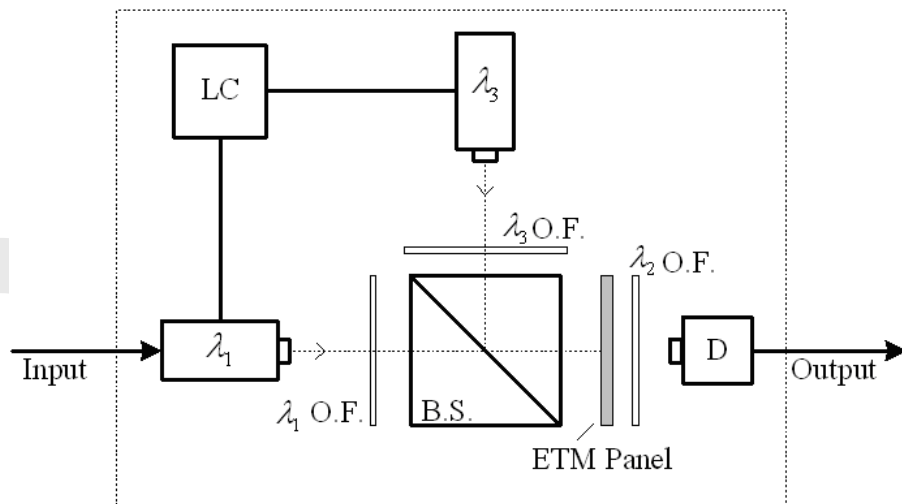 LC
λ₃
λ₃ O.F.
λ₂ O.F.
λ₁
D
Input
Output
λ₁ O.F.
B.S.
ETM Panel